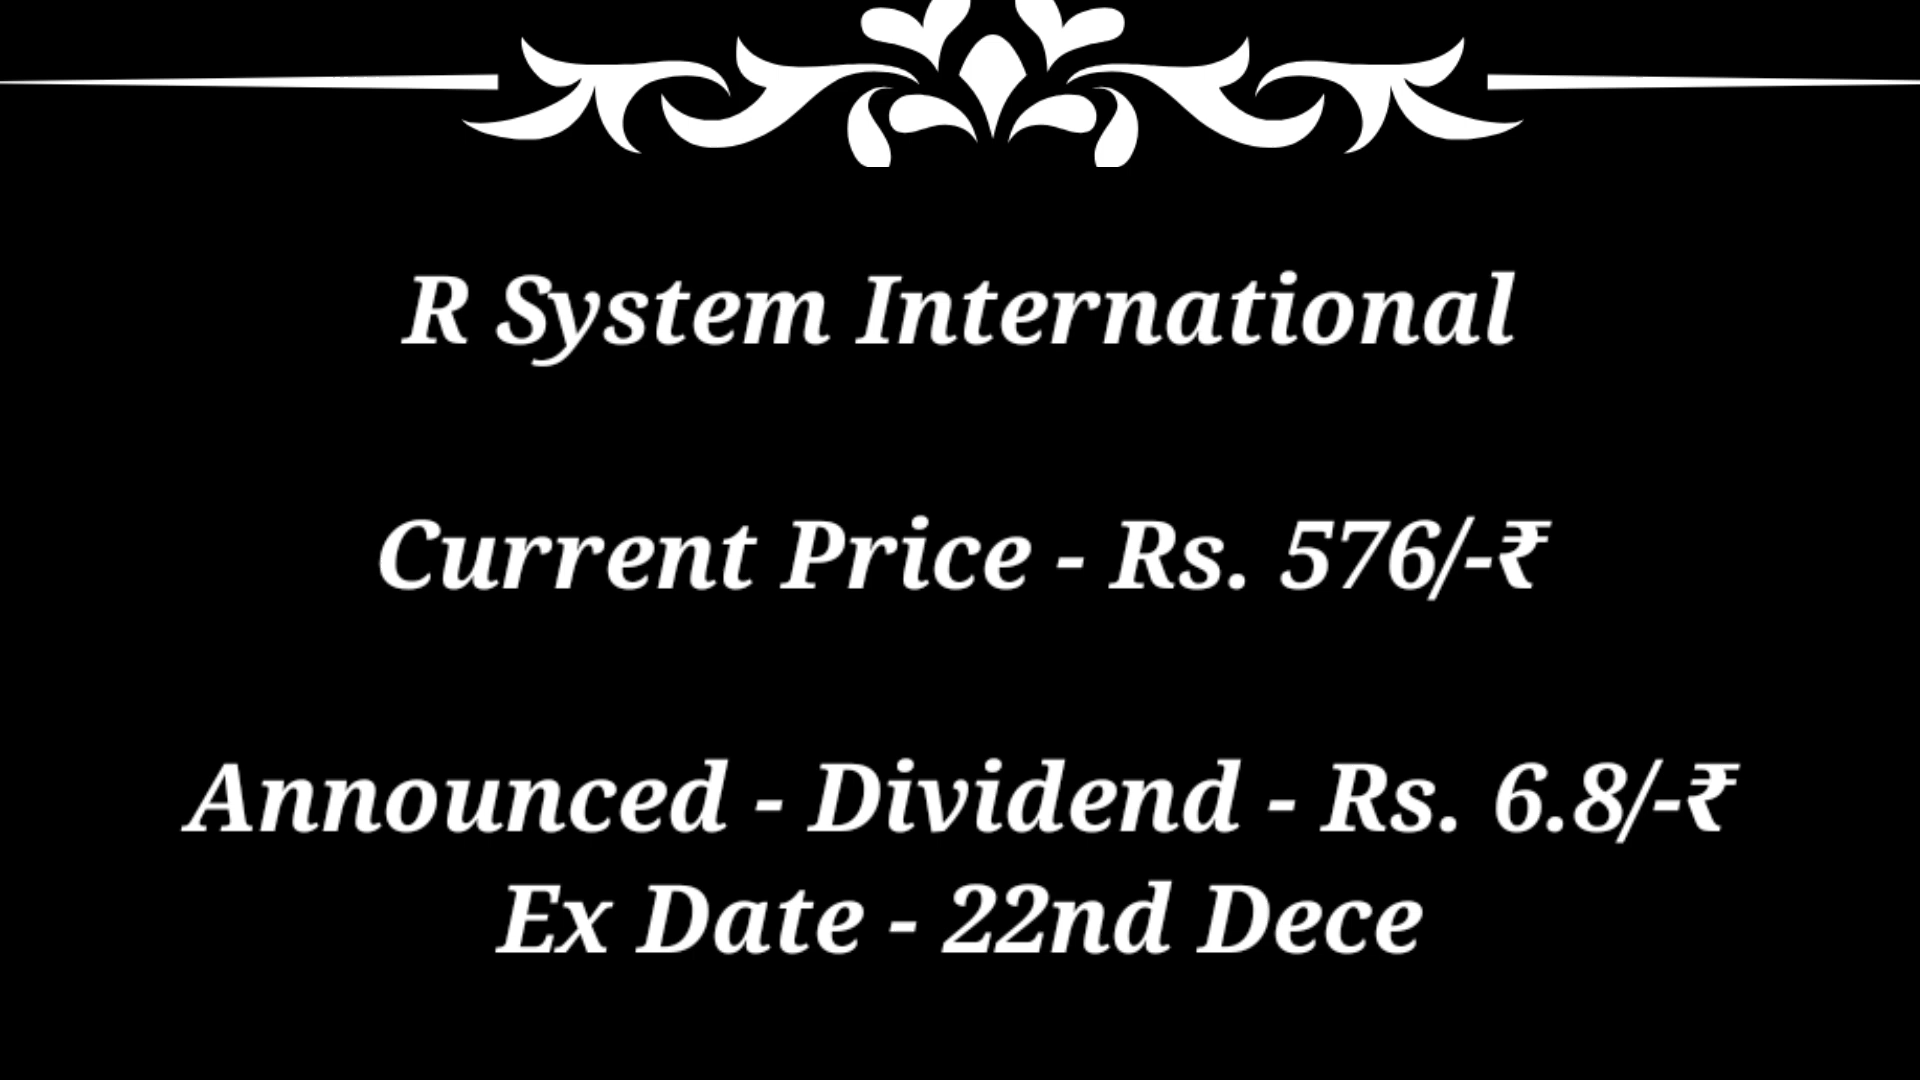 R System International
Current Price - Rs. 576/-₹
Announced - Dividend - Rs. 6.8/-₹
Ex Date - 22nd Dece